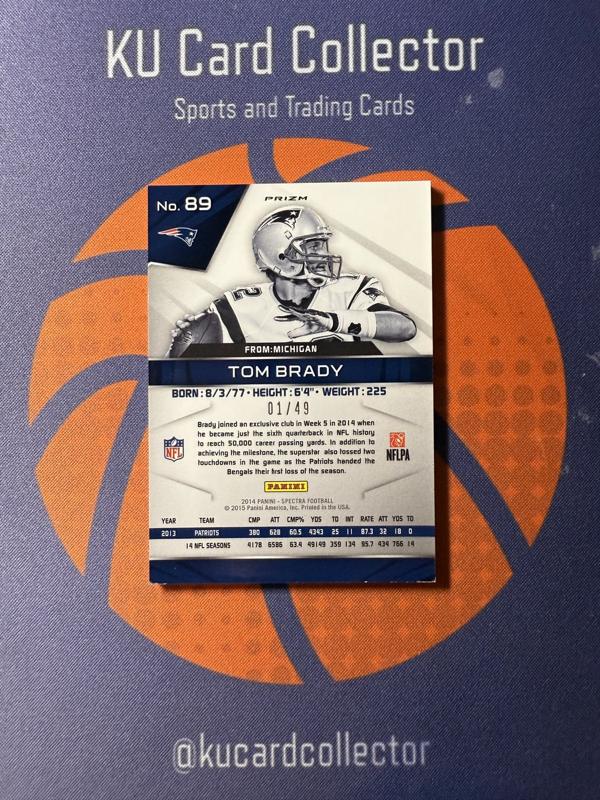 KU Card Collector
Sports and Trading Cards
No. 89
PRIZM
2
FROM:MICHIGAN
TOM BRADY
BORN : 8/3/77 • HEIGHT : 6'4" • WEIGHT : 225
01/49
Brady joined an exclusive club in Week 5 in 2014 when
he became just the sixth quarterback in NFL history
to reach 50,000 career passing yards. In addition to
achieving the milestone, the superstar also tossed two
touchdowns in the game as the Patriots handed the
Bengals their first loss of the season.
NFL
NFLPA
PANINI
2014 PANINI - SPECTRA FOOTBALL
© 2015 Panini America, Inc. Printed in the USA.
YEAR TEAM CMP ATT CMP% YDS TD INT RATE ATT YDS TD
2013 PATRIOTS 380 628 60.5 4343 25 11 87.3 32 18 0
14 NFL SEASONS 4178 6586 63.4 49149 359 134 95.7 434 766 14
@kucardcollector